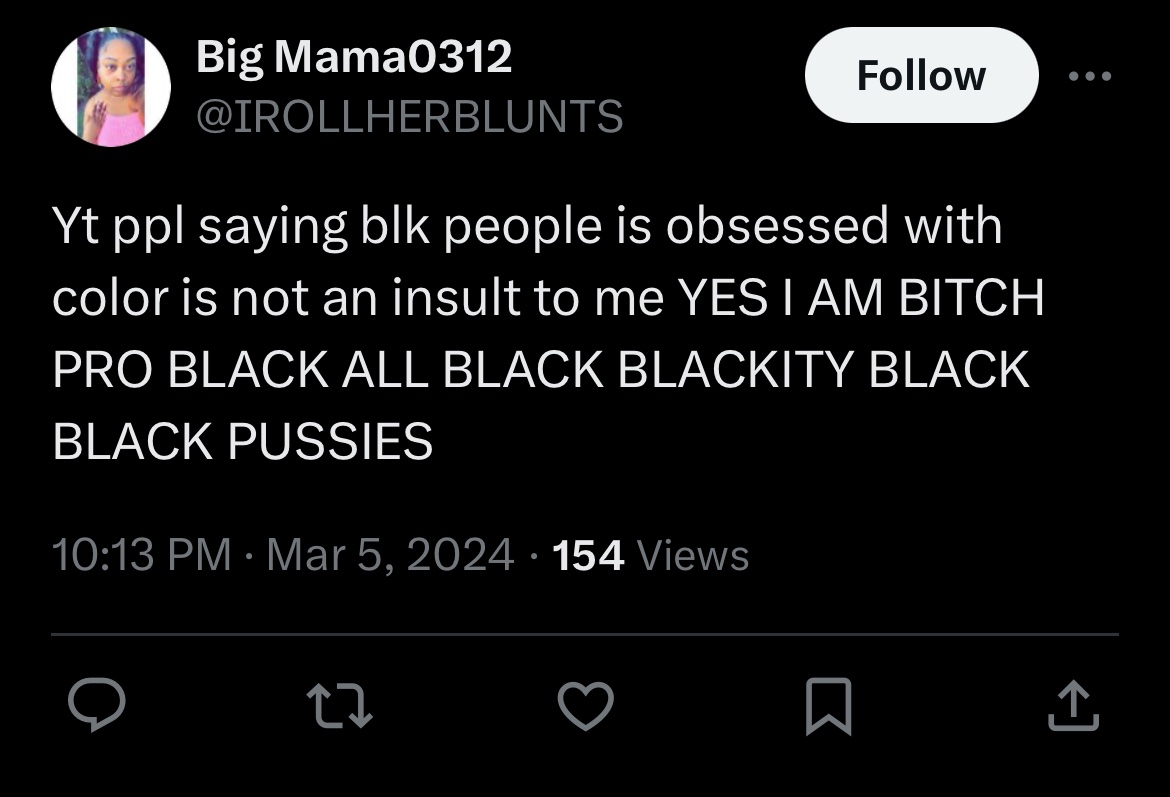 Big Mama0312
@IROLLHERBLUNTS
Follow
Yt ppl saying blk people is obsessed with
color is not an insult to me YES I AM BITCH
PRO BLACK ALL BLACK BLACKITY BLACK
BLACK PUSSIES
10:13 PM · Mar 5, 2024 · 154 Views